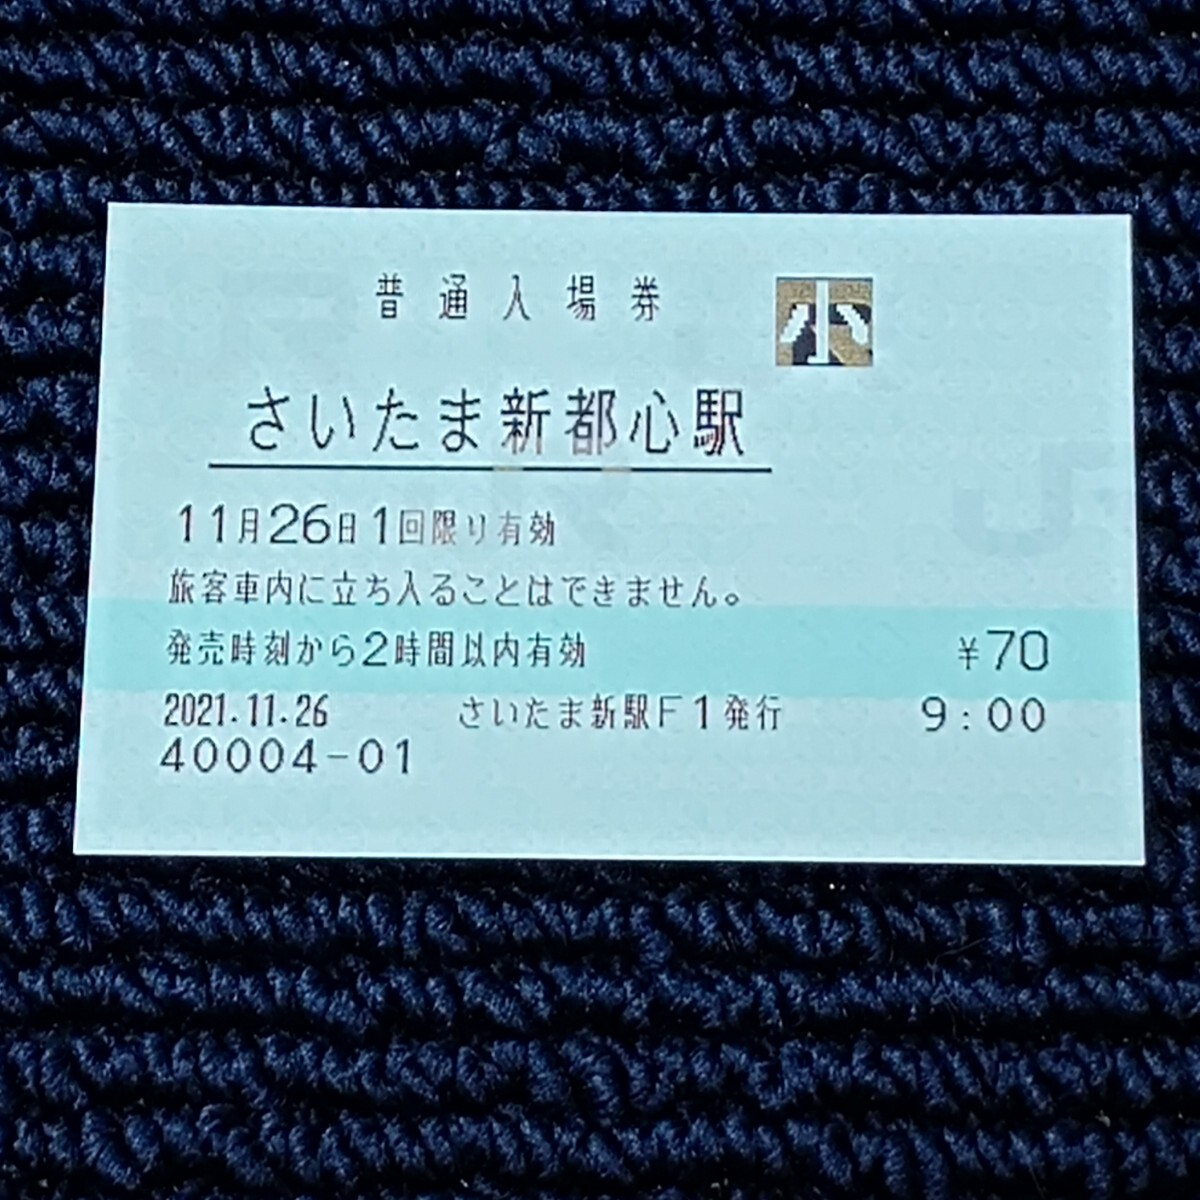 普通入場券 小
さいたま新都心駅
11月26日1回限り有効
旅客車内に立ち入ることはできません。
発売時刻から2時間以内有効 ¥70
2021.11.26 さいたま新駅F1発行 9:00
40004-01